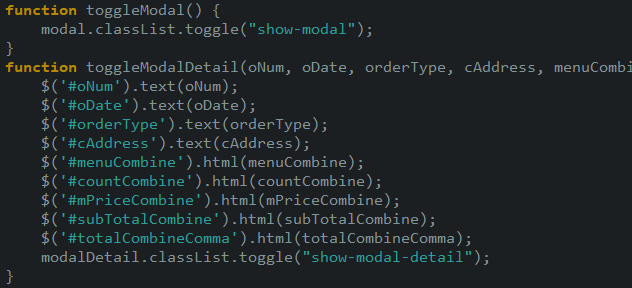 function toggleModal() {
    modal.classList.toggle("show-modal");
}
function toggleModalDetail(oNum, oDate, orderType, cAddress, menuCombi
    $('#oNum').text(oNum);
    $('#oDate').text(oDate);
    $('#orderType').text(orderType);
    $('#cAddress').text(cAddress);
    $('#menuCombine').html(menuCombine);
    $('#countCombine').html(countCombine);
    $('#mPriceCombine').html(mPriceCombine);
    $('#subTotalCombine').html(subTotalCombine);
    $('#totalCombineComma').html(totalCombineComma);
    modalDetail.classList.toggle("show-modal-detail");
}